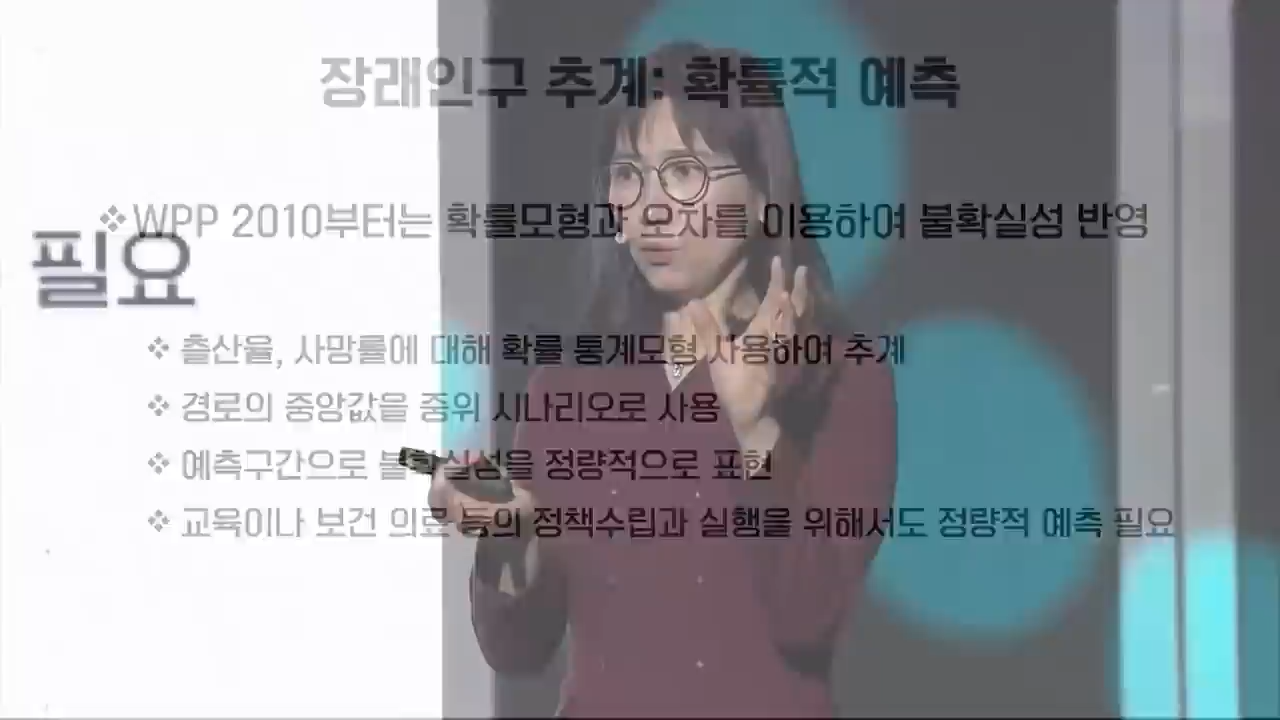 장래인구 추계: 확률적 예측
❖WPP 2010부터는 확률모형과 오차를 이용하여 불확실성 반영
필요
❖ 출산율, 사망률에 대해 확률 통계모형 사용하여 추계
❖ 경로의 중앙값을 중위 시나리오로 사용
❖ 예측구간으로 불확실성을 정량적으로 표현
❖ 교육이나 보건 의료 등의 정책수립과 실행을 위해서도 정량적 예측 필요